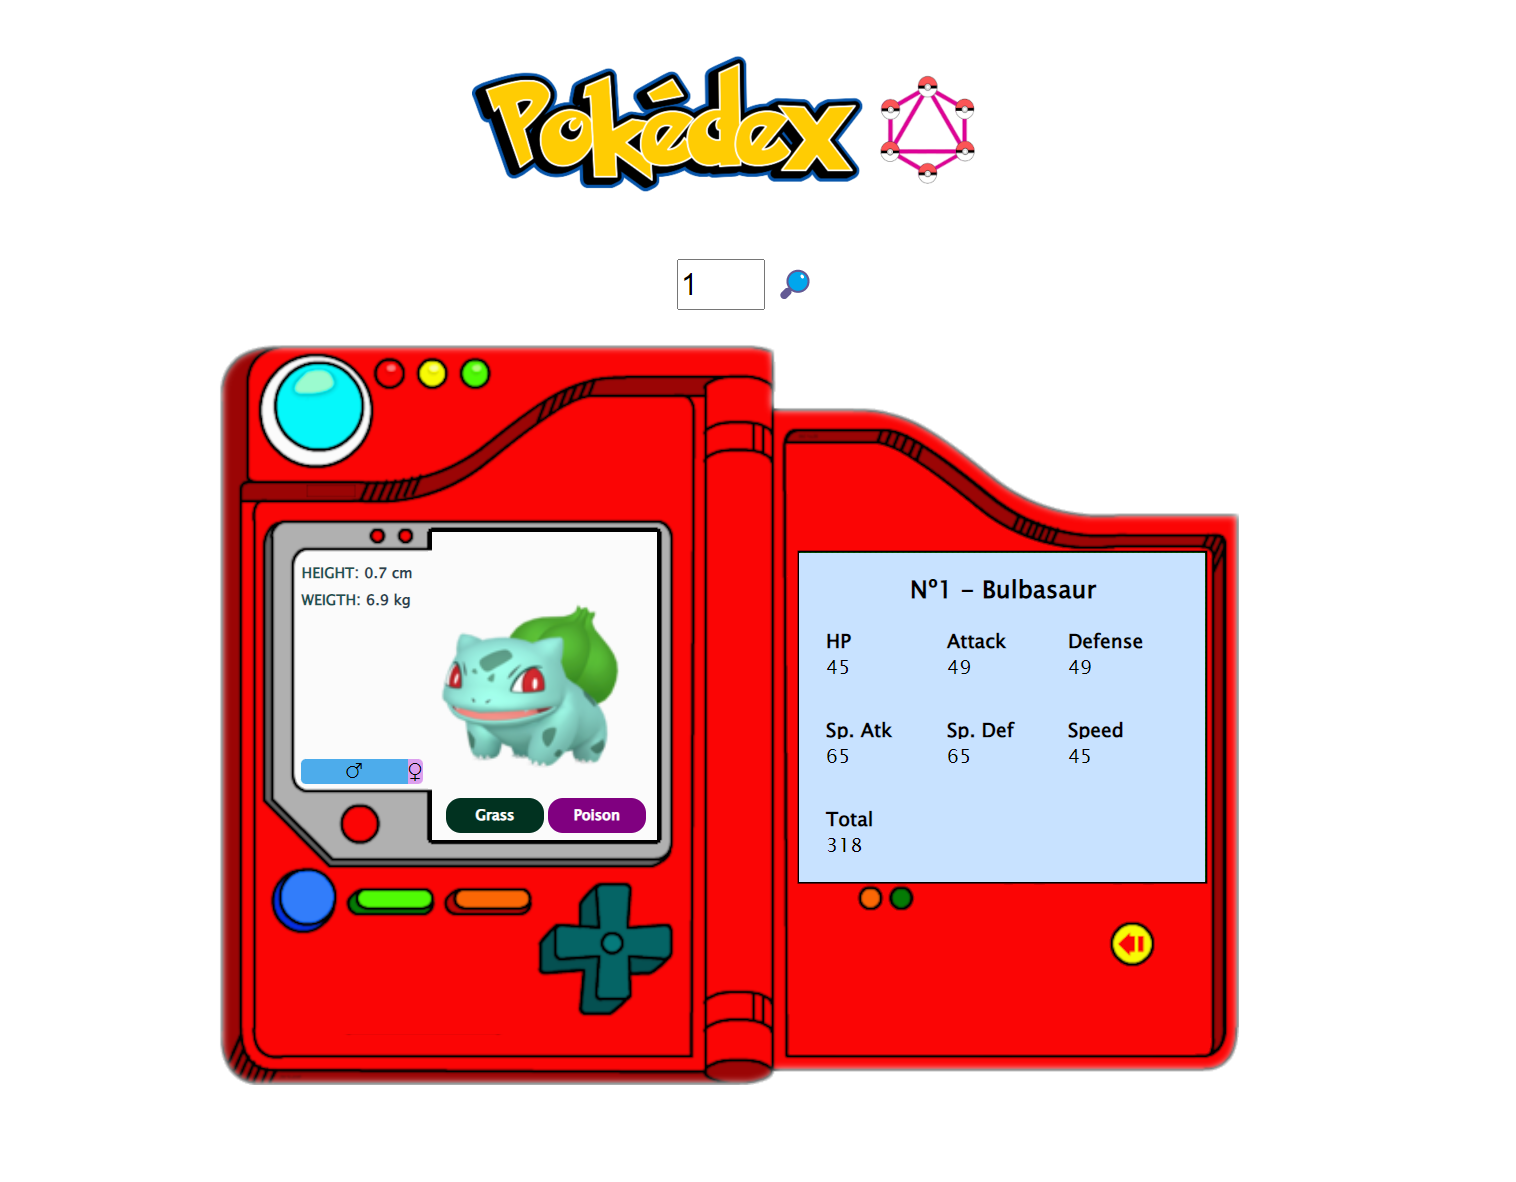 Pokédex
1
HEIGHT: 0.7 cm
WEIGTH: 6.9 kg
♂ ♀
Grass Poison
Nº1 - Bulbasaur
HP Attack Defense
45 49 49
Sp. Atk Sp. Def Speed
65 65 45
Total
318